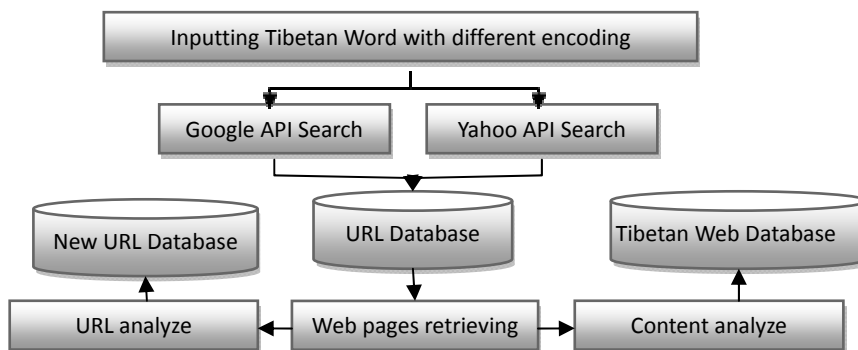 Inputting Tibetan Word with different encoding
Google API Search
Yahoo API Search
New URL Database
URL Database
Tibetan Web Database
URL analyze
Web pages retrieving
Content analyze